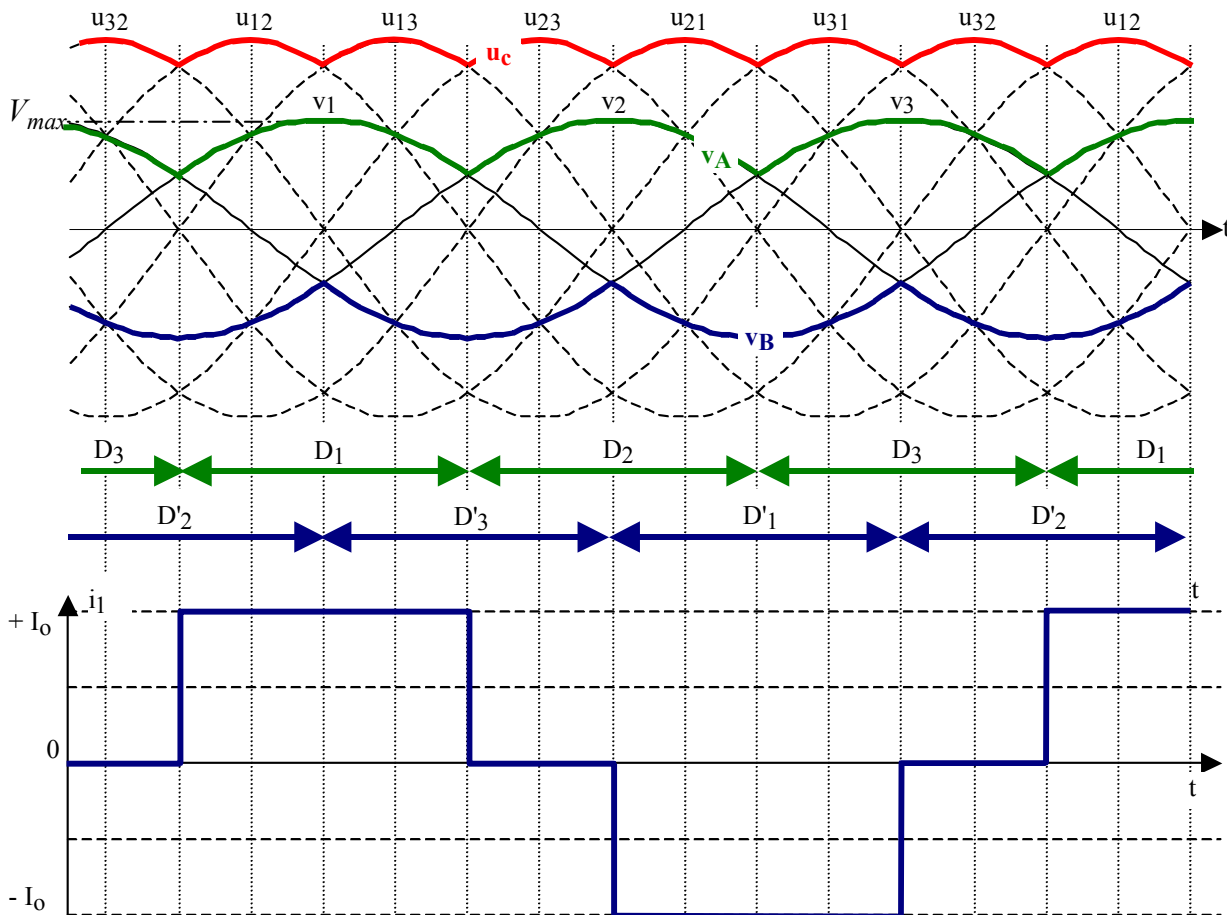 u32 u12 u13 u23 u21 u31 u32 u12
uc
Vmax v1 v2 v3
vA
t
vB
D3 D1 D2 D3 D1
D'2 D'3 D'1 D'2
i1 t
+ Io
0
t
- Io